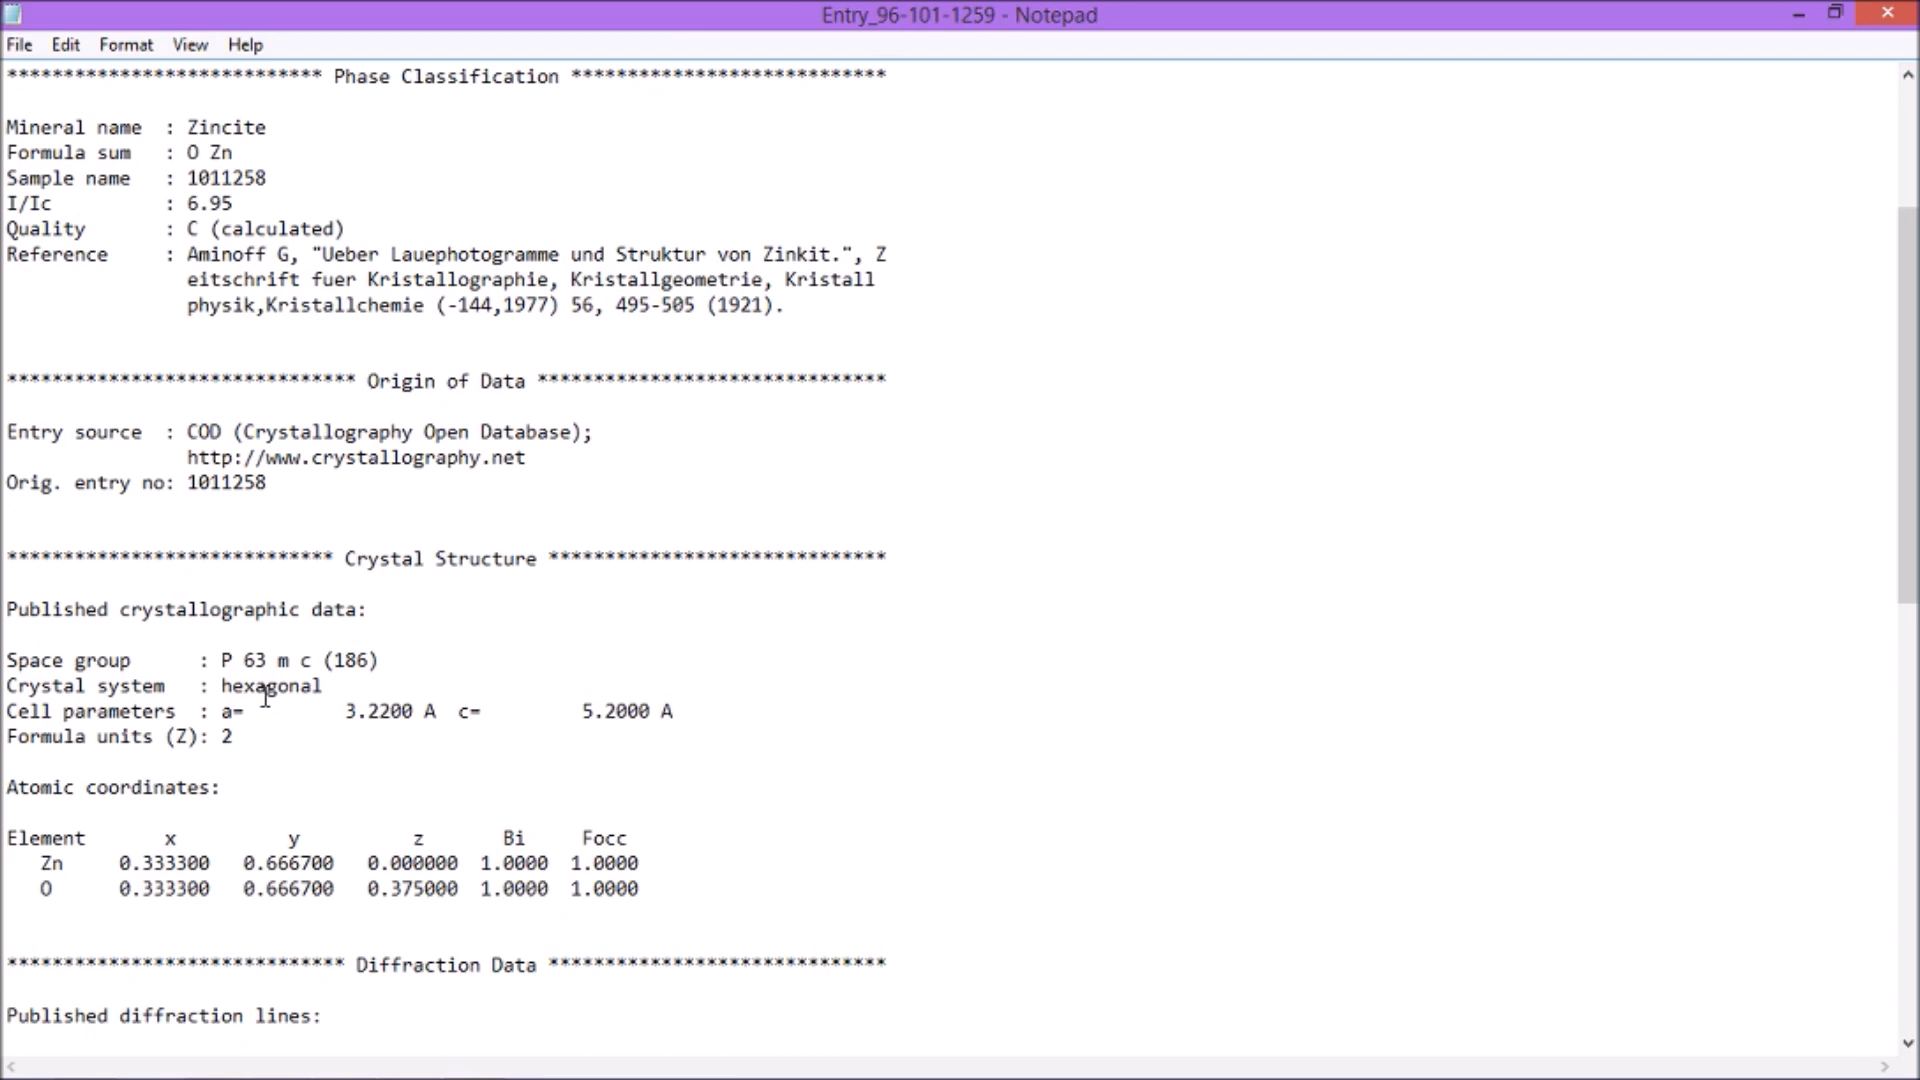 Entry_96-101-1259 - Notepad
File Edit Format View Help
**************************** Phase Classification ****************************
Mineral name : Zincite
Formula sum : O Zn
Sample name : 1011258
I/Ic : 6.95
Quality : C (calculated)
Reference : Aminoff G, "Ueber Lauephotogramme und Struktur von Zinkit.", Z
eitschrift fuer Kristallographie, Kristallgeometrie, Kristall
physik,Kristallchemie (-144,1977) 56, 495-505 (1921).
******************************* Origin of Data *******************************
Entry source : COD (Crystallography Open Database);
http://www.crystallography.net
Orig. entry no: 1011258
***************************** Crystal Structure ******************************
Published crystallographic data:
Space group : P 63 m c (186)
Crystal system : hexagonal
Cell parameters : a= 3.2200 A c= 5.2000 A
Formula units (Z): 2
Atomic coordinates:
Element x y z Bi Focc
Zn 0.333300 0.666700 0.000000 1.0000 1.0000
O 0.333300 0.666700 0.375000 1.0000 1.0000
****************************** Diffraction Data ******************************
Published diffraction lines: